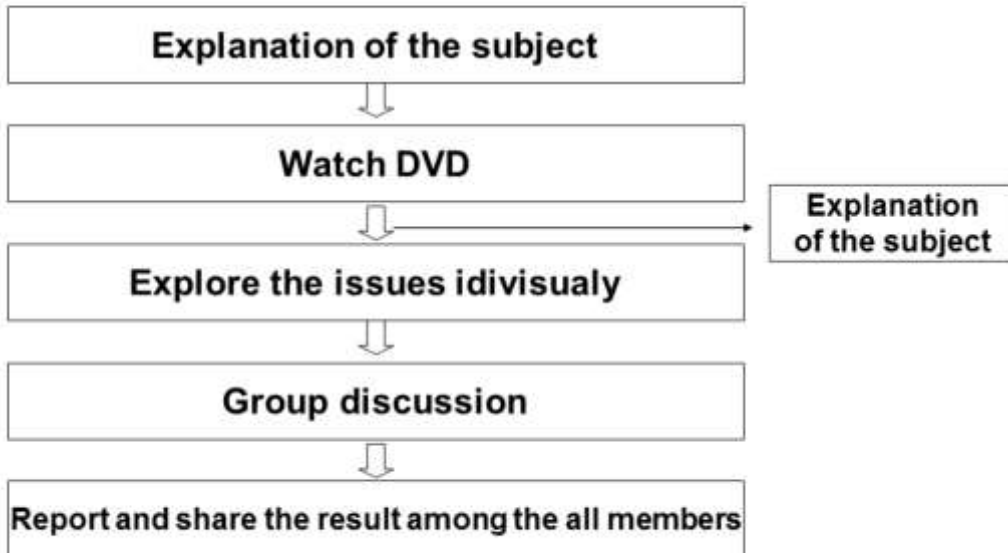 Explanation of the subject
Watch DVD
Explanation
of the subject
Explore the issues idivisualy
Group discussion
Report and share the result among the all members